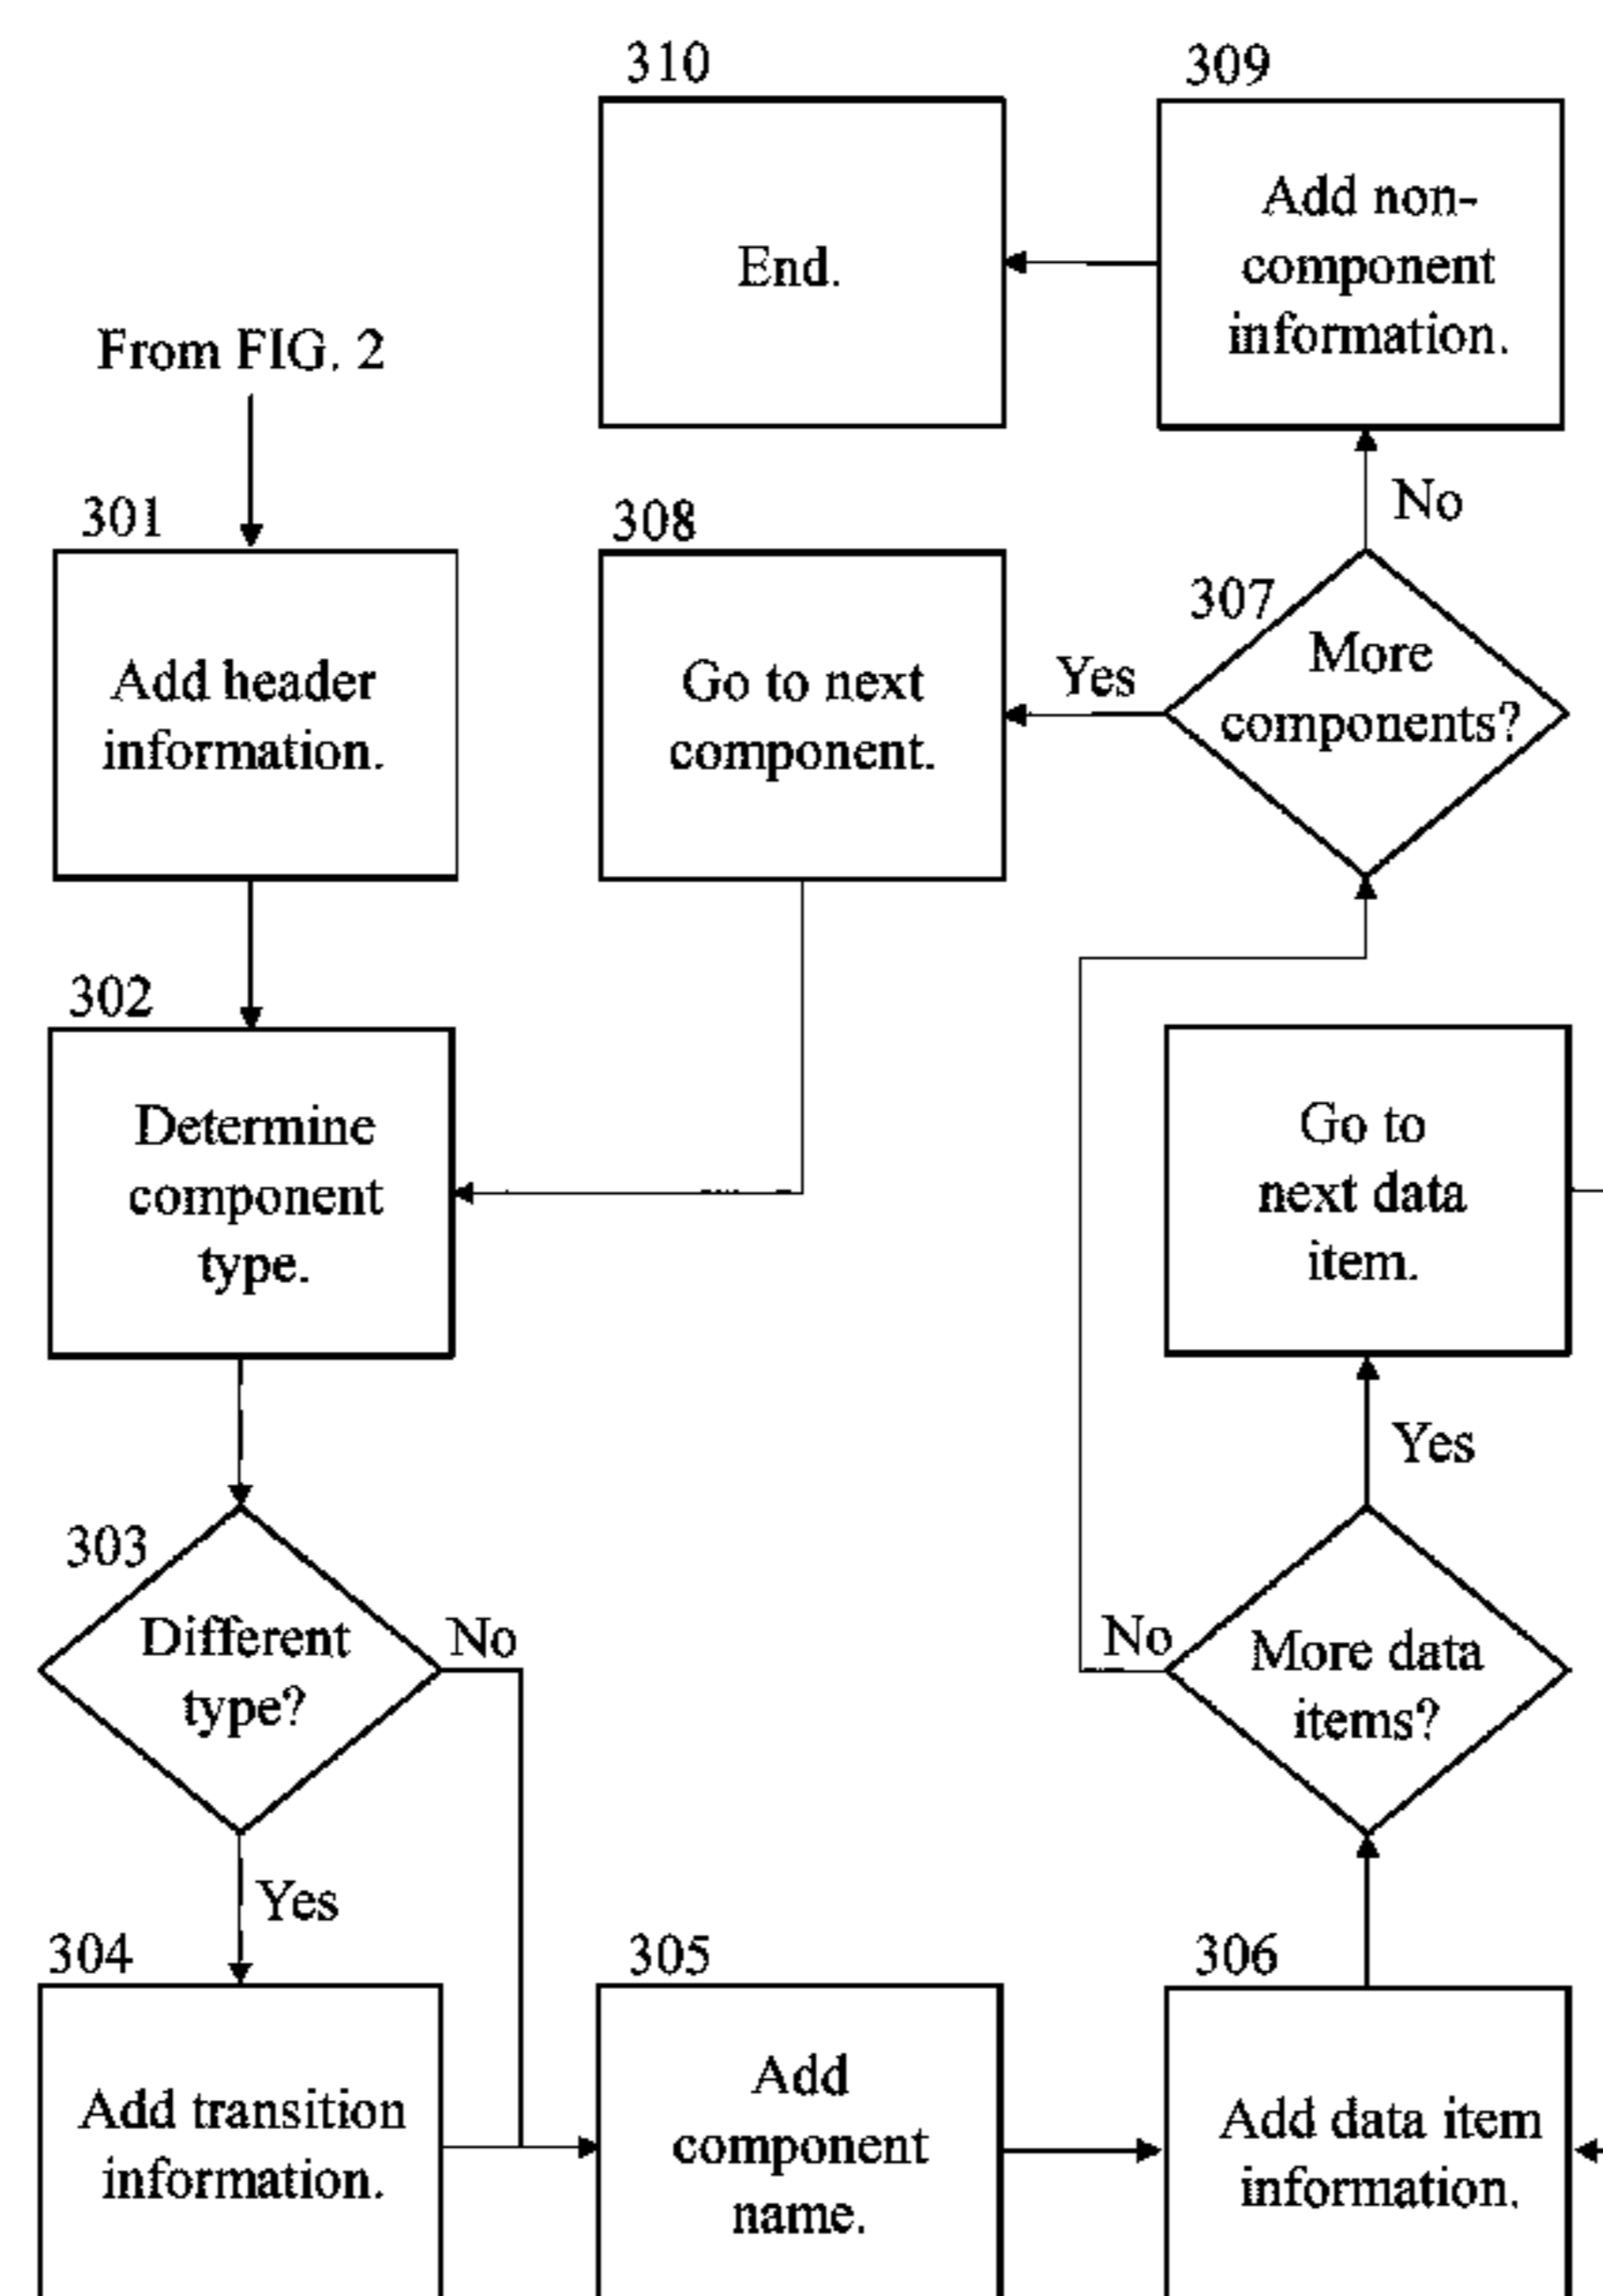 310
End.
309
Add non-
component
information.
From FIG. 2
301
Add header
information.
308
Go to next
component.
Yes
307
More
components?
No
302
Determine
component
type.
Go to
next data
item.
Yes
303
Different
type?
No
Yes
No
More data
items?
304
Add transition
information.
305
Add
component
name.
306
Add data item
information.